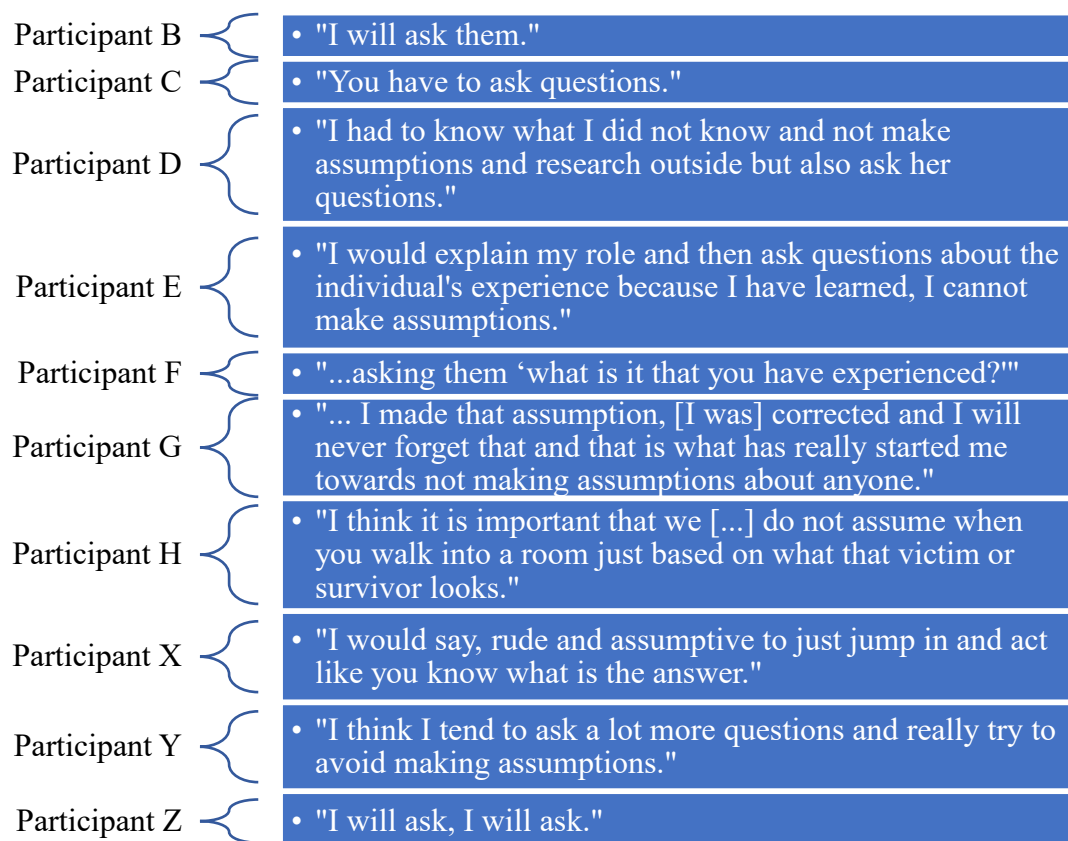 Participant B
• "I will ask them."
Participant C
• "You have to ask questions."
Participant D
• "I had to know what I did not know and not make
assumptions and research outside but also ask her
questions."
Participant E
• "I would explain my role and then ask questions about the
individual's experience because I have learned, I cannot
make assumptions."
Participant F
• "...asking them ‘what is it that you have experienced?'"
Participant G
• "... I made that assumption, [I was] corrected and I will
never forget that and that is what has really started me
towards not making assumptions about anyone."
Participant H
• "I think it is important that we [...] do not assume when
you walk into a room just based on what that victim or
survivor looks."
Participant X
• "I would say, rude and assumptive to just jump in and act
like you know what is the answer."
Participant Y
• "I think I tend to ask a lot more questions and really try to
avoid making assumptions."
Participant Z
• "I will ask, I will ask."